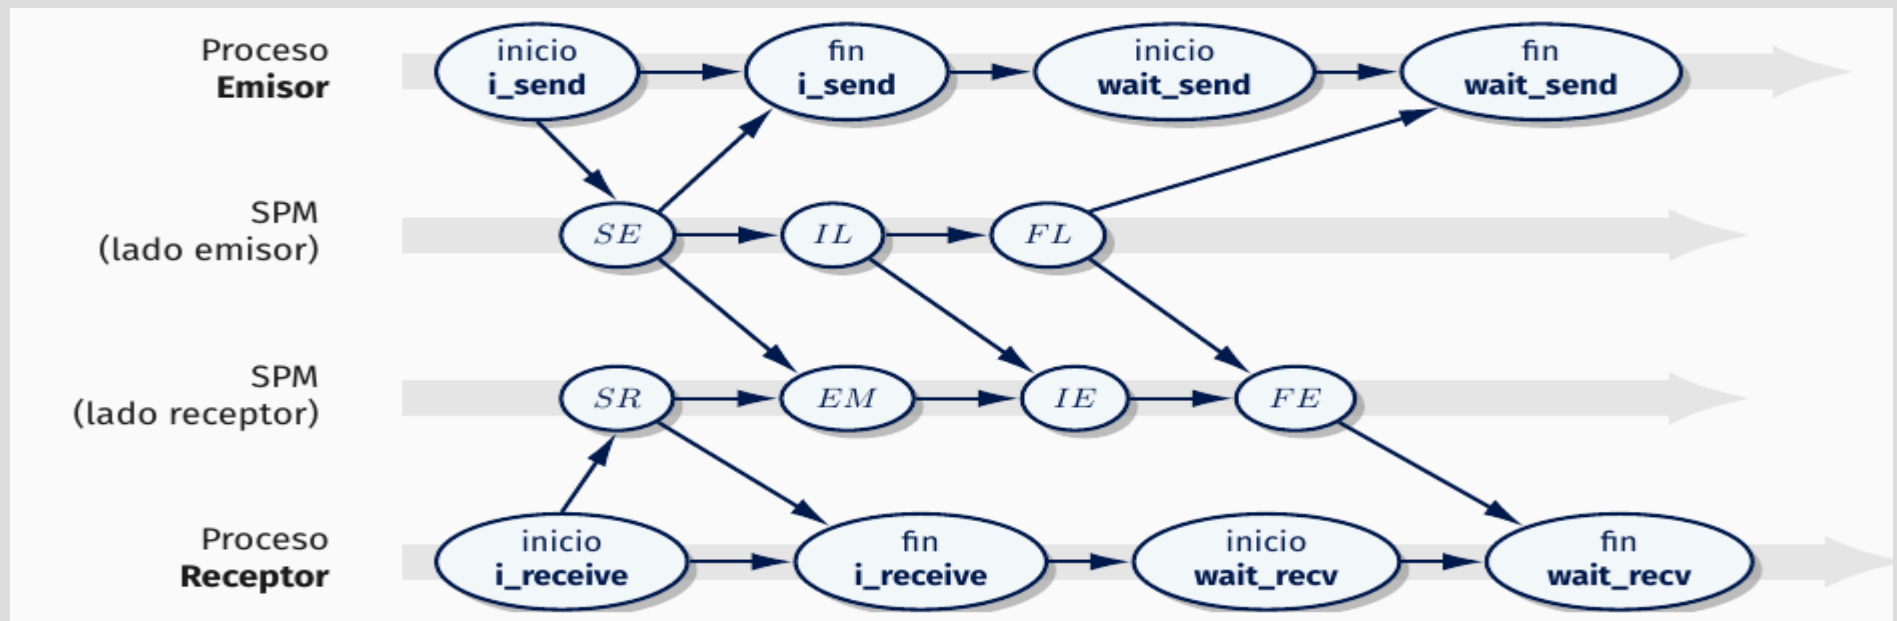 Proceso
Emisor
inicio
i_send
fin
i_send
inicio
wait_send
fin
wait_send
SPM
(lado emisor)
SE
IL
FL
SPM
(lado receptor)
SR
EM
IE
FE
Proceso
Receptor
inicio
i_receive
fin
i_receive
inicio
wait_recv
fin
wait_recv